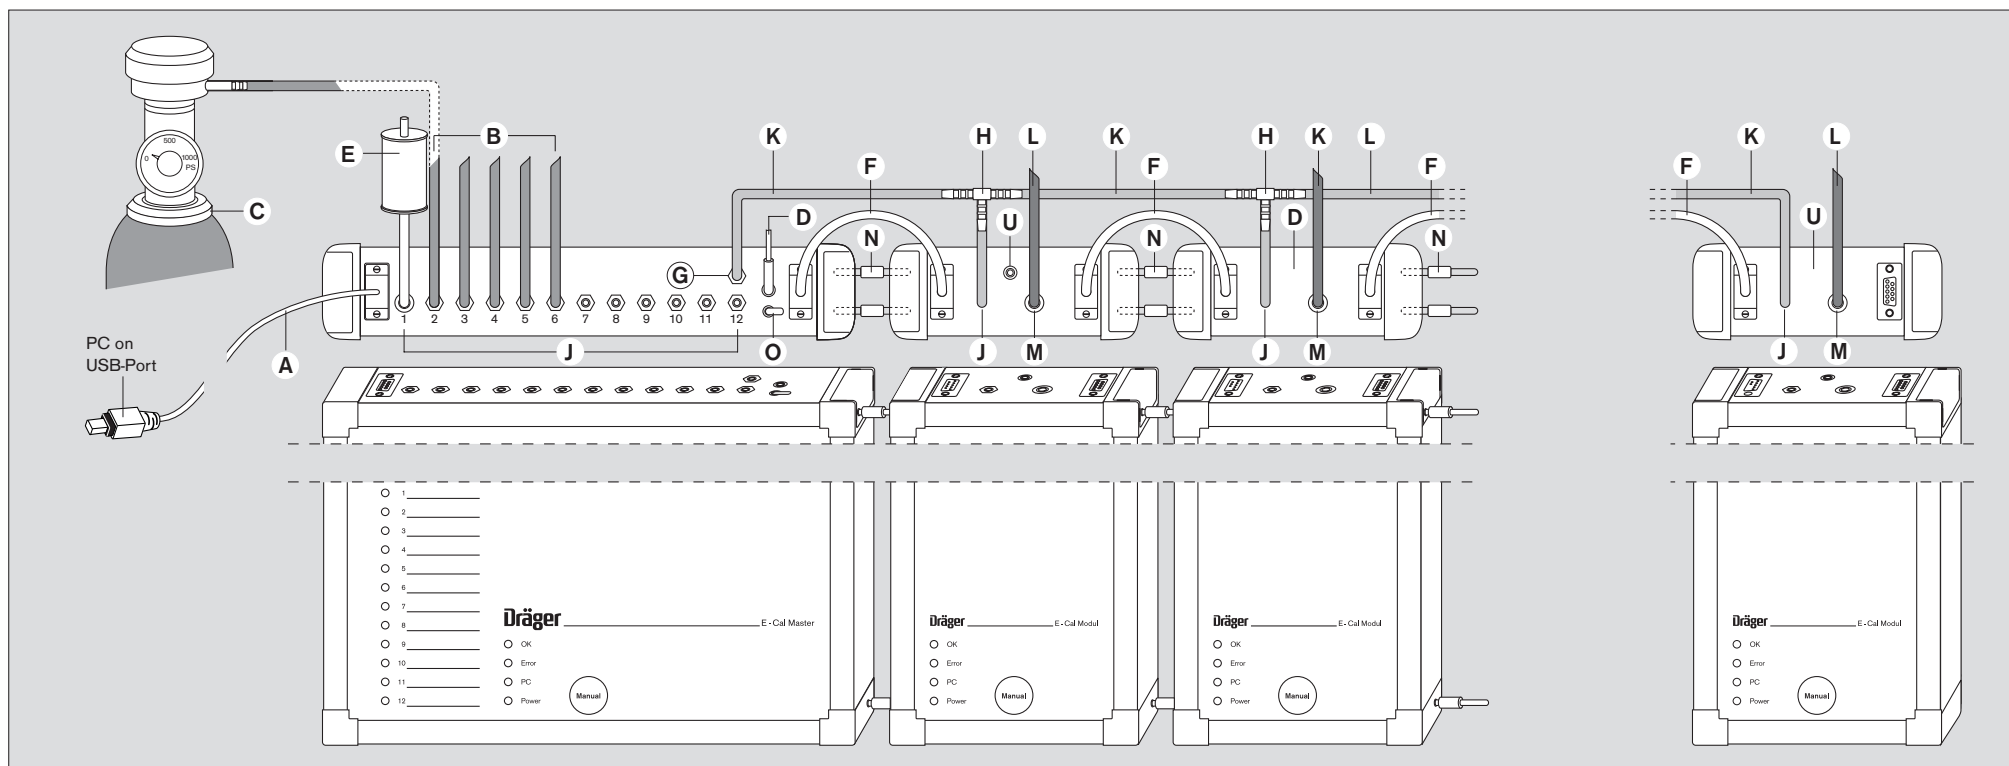 500
0 1000
PS
E
B
C
K
H
L
K
H
K
L
K
L
F
D
U
N
F
N
D
F
N
F
U
G
1 2 3 4 5 6 7 8 9 10 11 12
A
J
O
J
M
J
M
J
M
PC on
USB-Port
1
2
3
4
5
6
7
8
9
10
11
12
Dräger E-Cal Master
OK
Error
PC
Power
Manual
Dräger E-Cal Modul
OK
Error
PC
Power
Manual
Dräger E-Cal Modul
OK
Error
PC
Power
Manual
Dräger E-Cal Modul
OK
Error
PC
Power
Manual